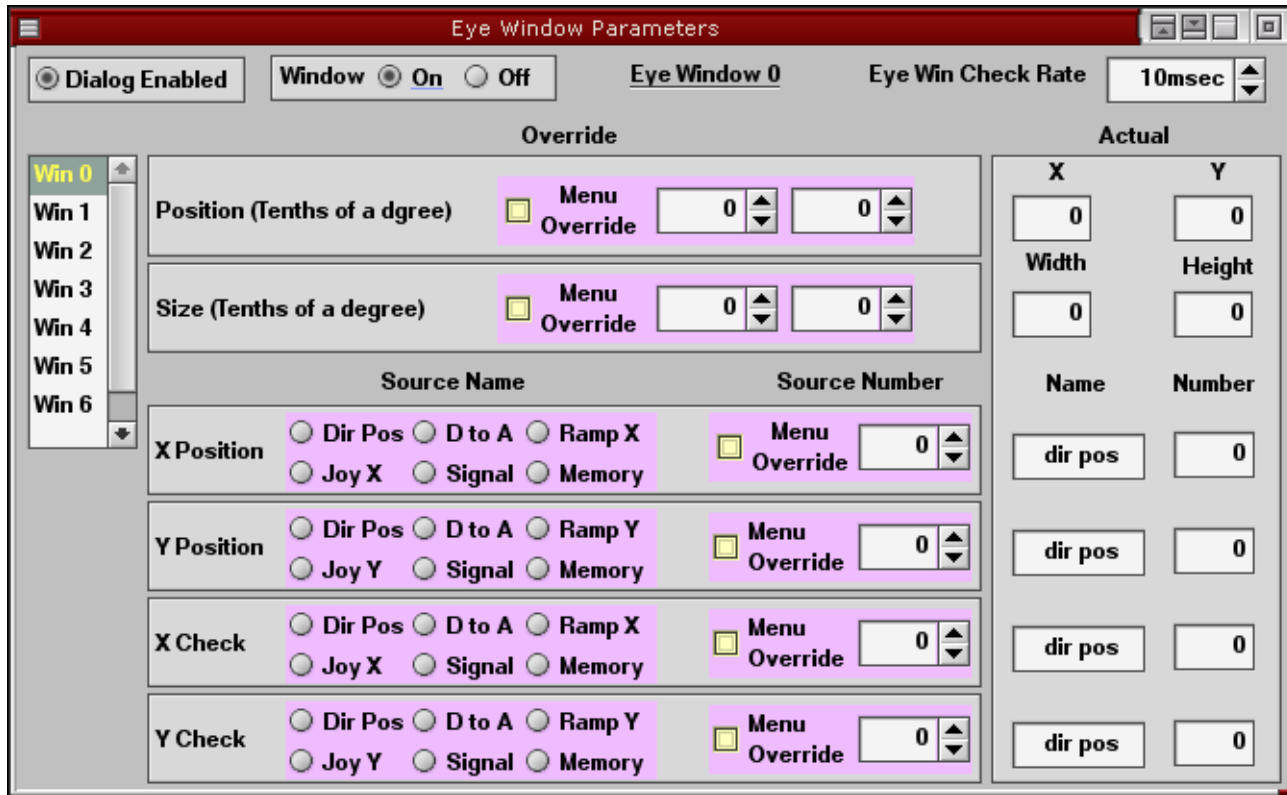 Eye Window Parameters
Dialog Enabled Window On Off Eye Window 0 Eye Win Check Rate 10msec
Override Actual
Win 0
Win 1
Win 2
Win 3
Win 4
Win 5
Win 6
Position (Tenths of a dgree) Menu Override 0 0
Size (Tenths of a degree) Menu Override 0 0
X Y
0 0
Width Height
0 0
Source Name Source Number Name Number
X Position Dir Pos D to A Ramp X Menu Override 0 dir pos 0
Joy X Signal Memory
Y Position Dir Pos D to A Ramp Y Menu Override 0 dir pos 0
Joy Y Signal Memory
X Check Dir Pos D to A Ramp X Menu Override 0 dir pos 0
Joy X Signal Memory
Y Check Dir Pos D to A Ramp Y Menu Override 0 dir pos 0
Joy Y Signal Memory